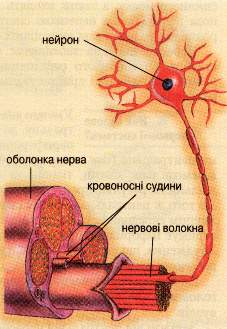 нейрон
оболонка нерва
кровоносні судини
нервові волокна